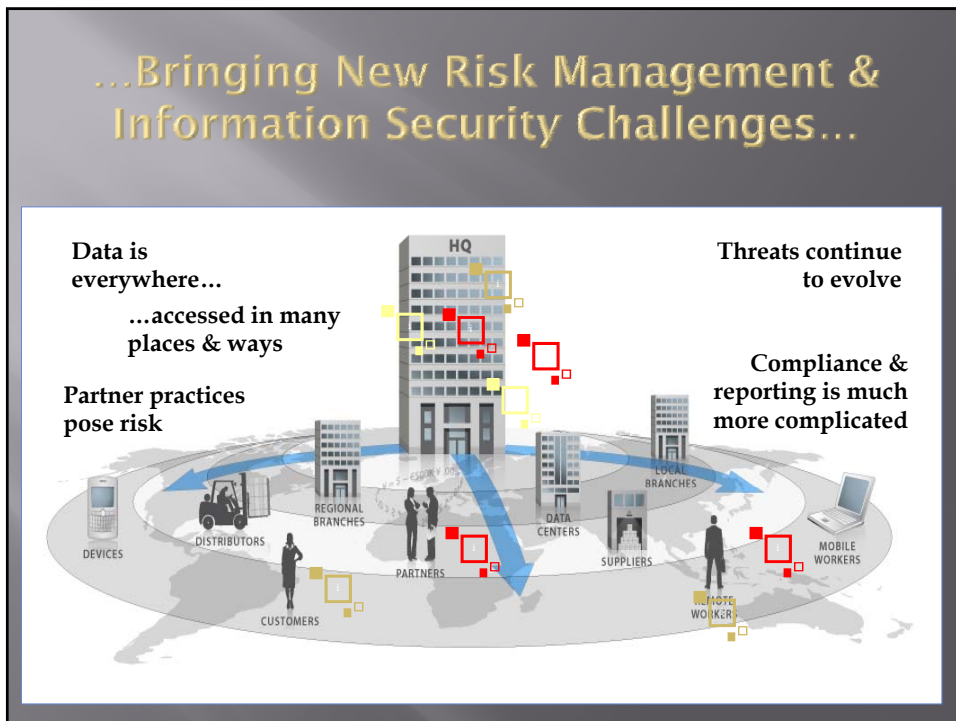 ...Bringing New Risk Management &
Information Security Challenges...
Data is
everywhere...
...accessed in many
places & ways
Partner practices
pose risk
Threats continue
to evolve
Compliance &
reporting is much
more complicated
HQ
REGIONAL
BRANCHES
DATA
CENTERS
LOCAL
BRANCHES
DEVICES
DISTRIBUTORS
PARTNERS
SUPPLIERS
MOBILE
WORKERS
CUSTOMERS
REMOTE
WORKERS